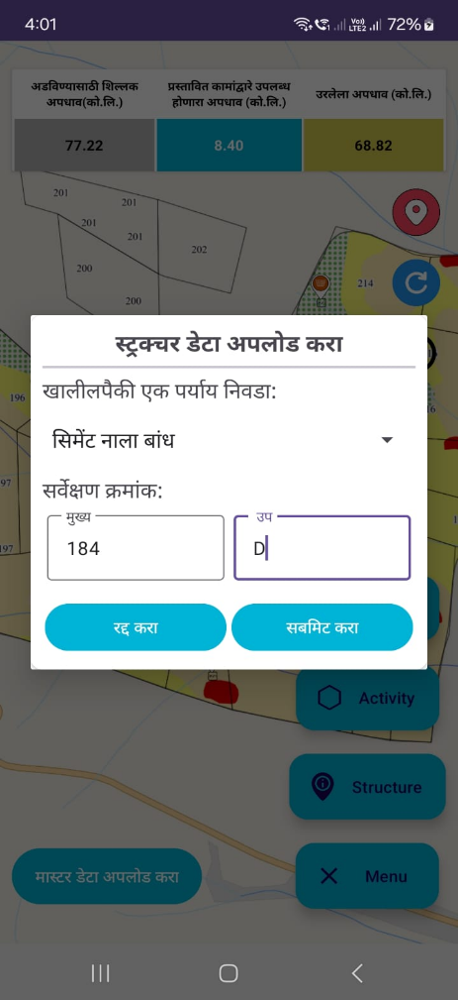 4:01
Vo) LTE2 72%
अडविण्यासाठी शिल्लक अपधाव(को.लि.)
प्रस्तावित कामांद्वारे उपलब्ध होणारा अपधाव (को.लि.)
उरलेला अपधाव (को.लि.)
77.22
8.40
68.82
201
201
201
201
202
200
200
214
स्ट्रक्चर डेटा अपलोड करा
खालीलपैकी एक पर्याय निवडा:
196
सिमेंट नाला बांध
सर्वेक्षण क्रमांक:
97
मुख्य
उप
184
D
197
रद्द करा
सबमिट करा
Activity
Structure
मास्टर डेटा अपलोड करा
Menu